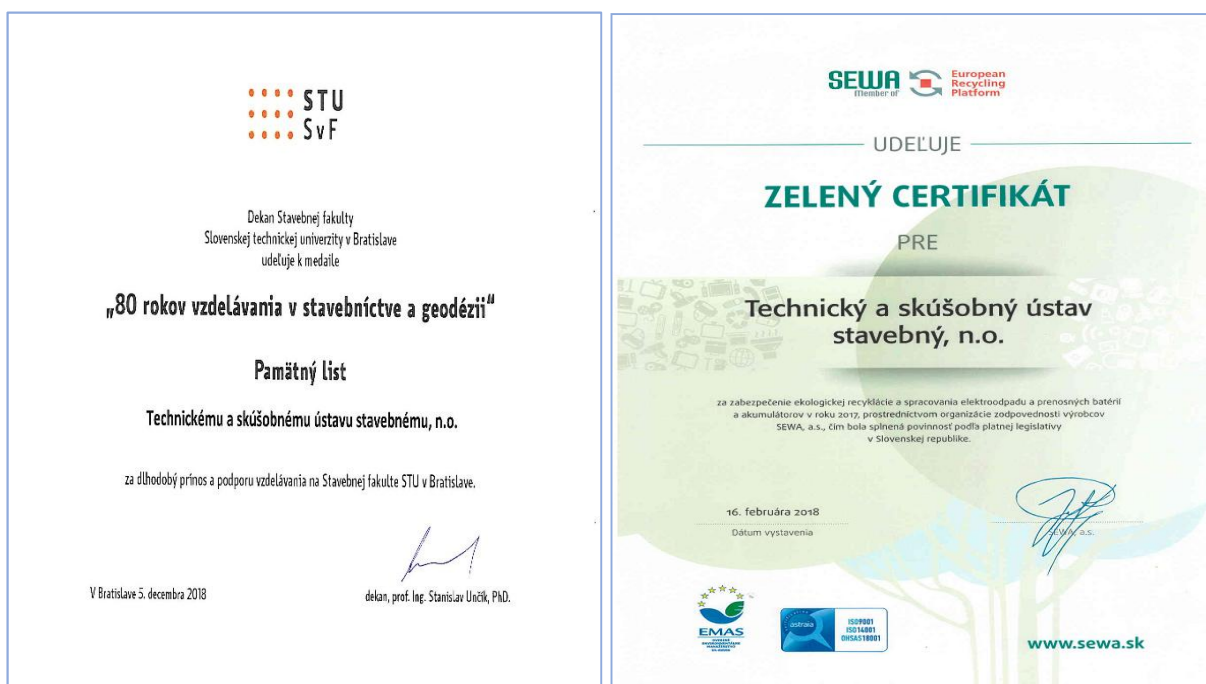 STU
SvF
Dekan Stavebnej fakulty
Slovenskej technickej univerzity v Bratislave
udeľuje k medaile
„80 rokov vzdelávania v stavebníctve a geodézii"
Pamätný list
Technickému a skúšobnému ústavu stavebnému, n.o.
za dlhodobý prínos a podporu vzdelávania na Stavebnej fakulte STU v Bratislave.
V Bratislave 5. decembra 2018
dekan, prof. Ing. Stanislav Unčík, PhD.
SEWA
Member of
European
Recycling
Platform
UDEĽUJE
ZELENÝ CERTIFIKÁT
PRE
Technický a skúšobný ústav
stavebný, n.o.
za zabezpečenie ekologickej recyklácie a spracovania elektroodpadu a prenosných batérií
a akumulátorov v roku 2017, prostredníctvom organizácie zodpovednosti výrobcov
SEWA, a.s., čím bola splnená povinnosť podľa platnej legislatívy
v Slovenskej republike.
16. februára 2018
Dátum vystavenia
SEWA, a.s.
EMAS
astraia
ISO9001
ISO14001
OHSAS18001
www.sewa.sk